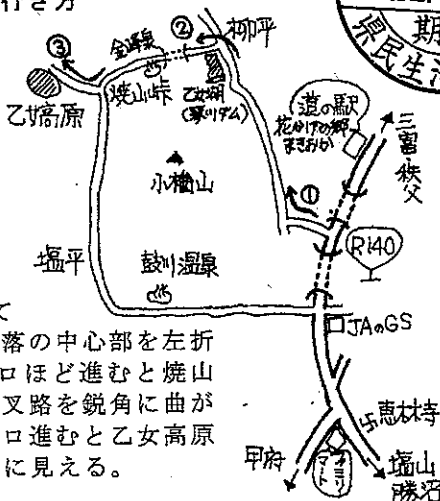 行き方
期
県民生活
③
②
金峰泉
柳平
焼山峠
乙女湖
(琴川ダム)
乙女高原
小楢山
道の駅
花かげの郷
まきおか
三富・秩父
①
R140
塩平
鼓川温泉
JAのGS
て
落の中心部を左折
ロほど進むと焼山
叉路を鋭角に曲が
ロ進むと乙女高原
に見える。
卍恵林寺
甲府
塩山
勝沼